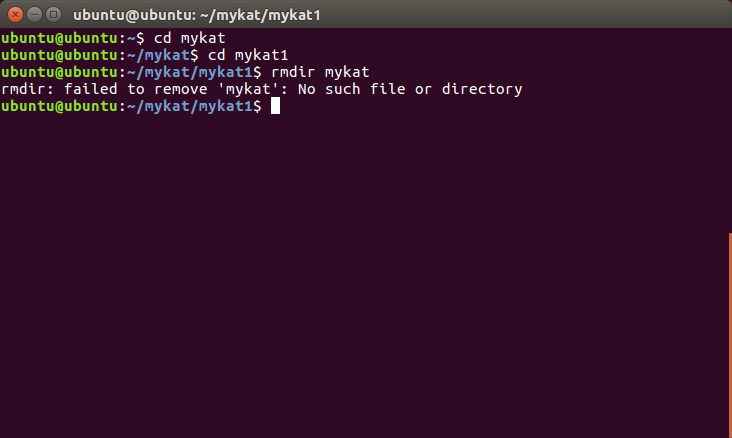 ubuntu@ubuntu: ~/mykat/mykat1
ubuntu@ubuntu:~$ cd mykat
ubuntu@ubuntu:~/mykat$ cd mykat1
ubuntu@ubuntu:~/mykat/mykat1$ rmdir mykat
rmdir: failed to remove 'mykat': No such file or directory
ubuntu@ubuntu:~/mykat/mykat1$